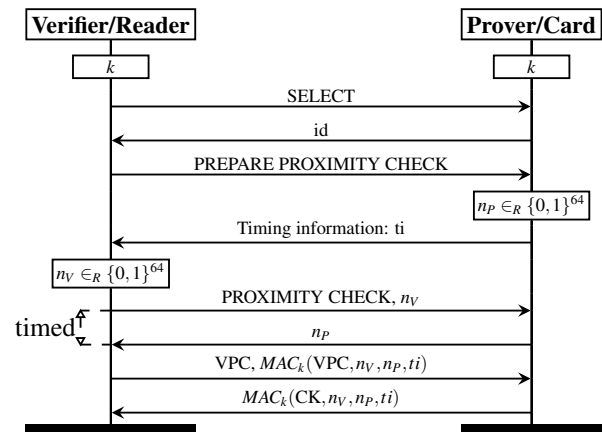 Verifier/Reader Prover/Card
k k
SELECT
id
PREPARE PROXIMITY CHECK
n_P ∈_R {0,1}^64
Timing information: ti
n_V ∈_R {0,1}^64
PROXIMITY CHECK, n_V
timed
n_P
VPC, MAC_k(VPC,n_V,n_P,ti)
MAC_k(CK,n_V,n_P,ti)